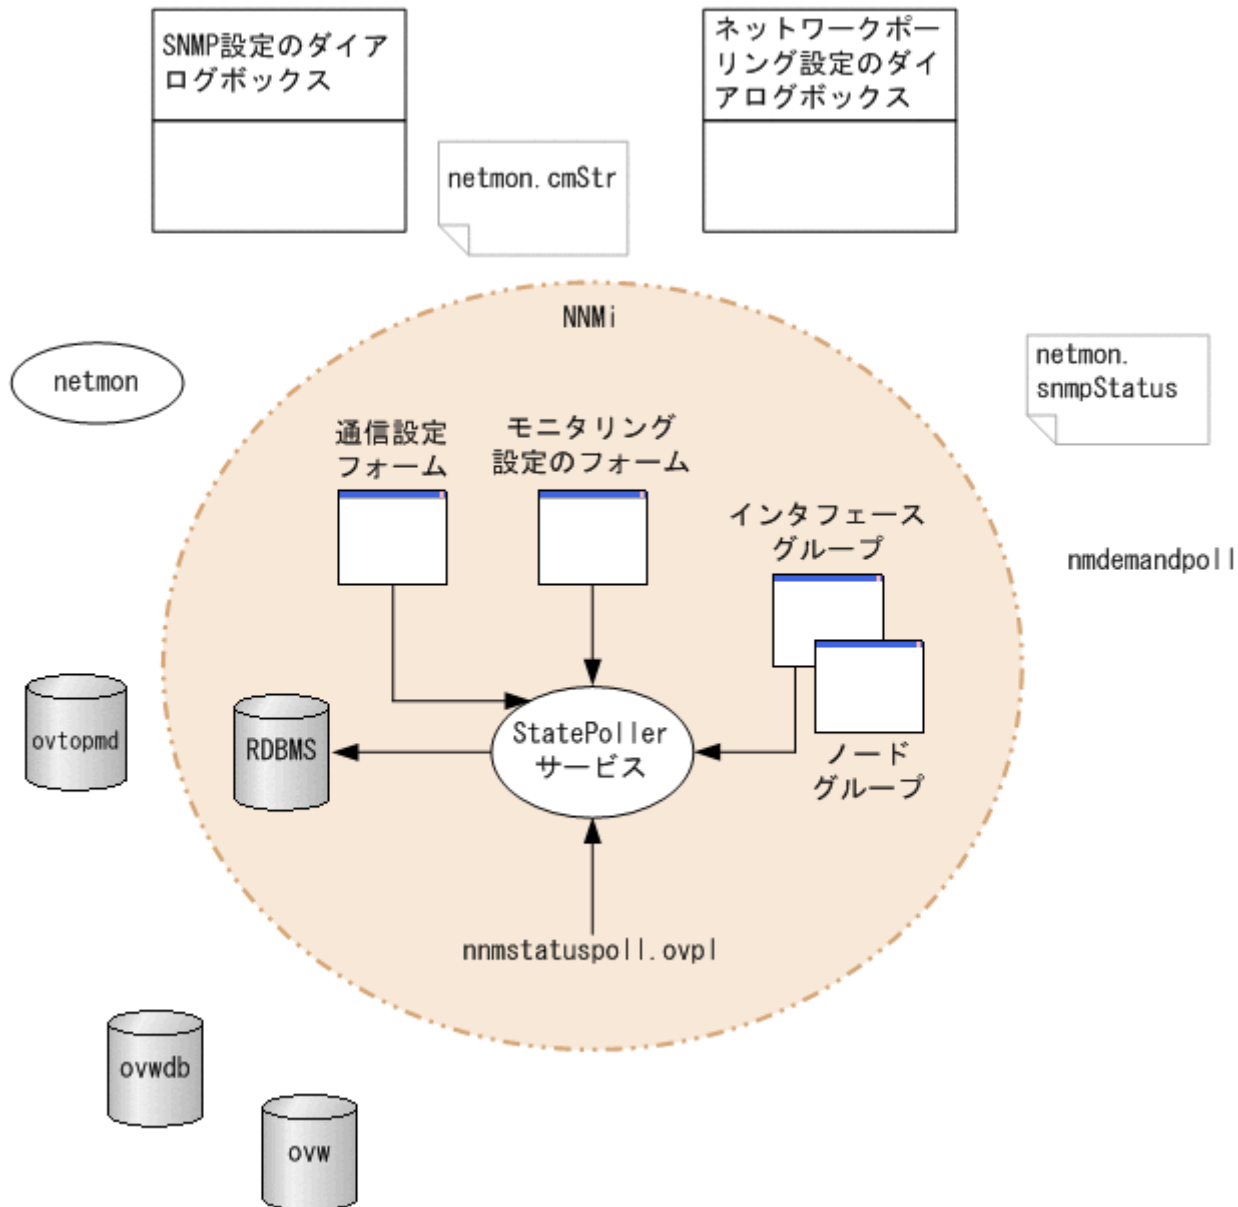 SNMP設定のダイア
ログボックス
ネットワークポー
リング設定のダイ
アログボックス
netmon.cmStr
NNMi
netmon
netmon.
snmpStatus
通信設定
フォーム
モニタリング
設定のフォーム
インタフェース
グループ
nmdemandpoll
ovtopmd
RDBMS
StatePoller
サービス
ノード
グループ
nnmstatuspoll.ovpl
ovwdb
ovw